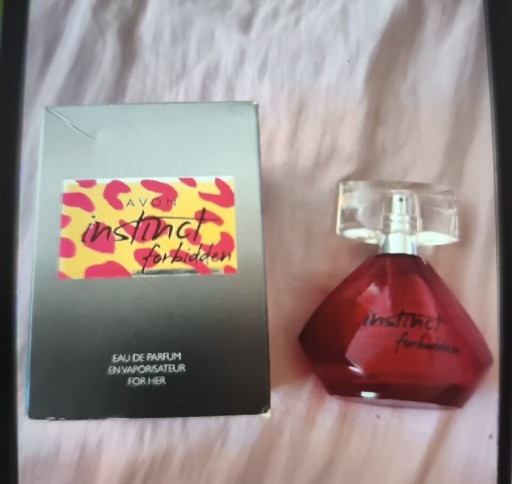 AVON
instinct
forbidden
EAU DE PARFUM
EN VAPORISATEUR
FOR HER
instinct
forbidden